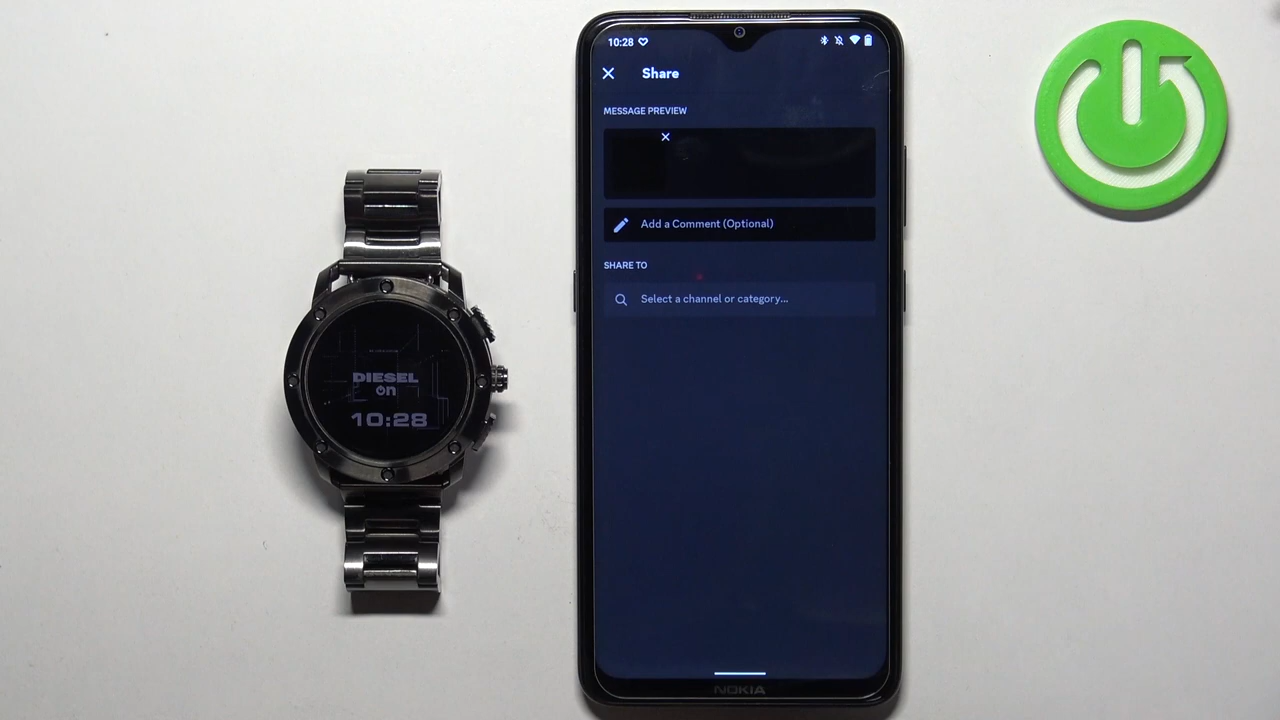 10:28
Share
MESSAGE PREVIEW
Add a Comment (Optional)
SHARE TO
Select a channel or category...
NOKIA
DIESEL
on
10:28